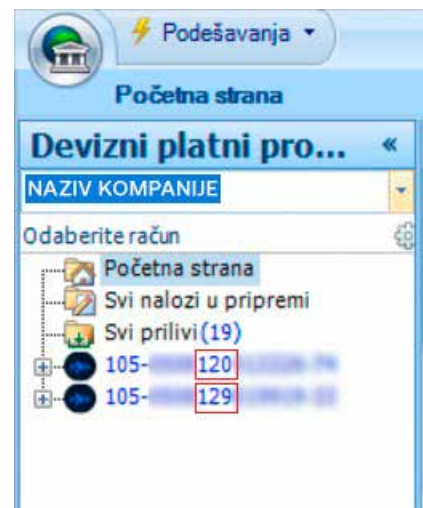 Podešavanja
Početna strana
Devizni platni pro... «
NAZIV KOMPANIJE
Odaberite račun
Početna strana
Svi nalozi u pripremi
Svi prilivi (19)
105- 120
105- 129